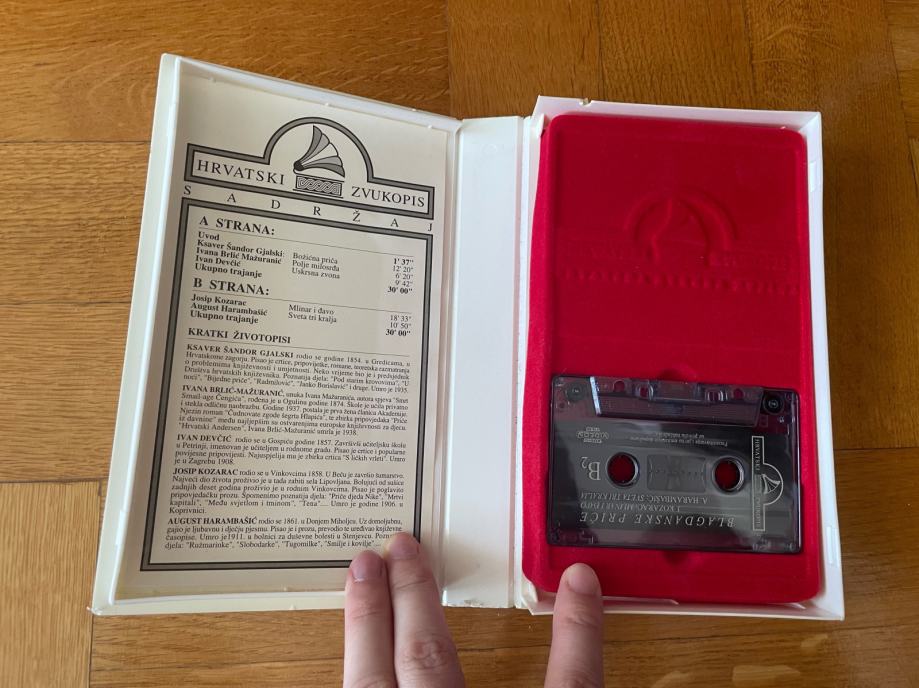 HRVATSKI ZVUKOPIS
SADRŽAJ
A STRANA:
Uvod 1' 37"
Ksaver Šandor Gjalski: Božićna priča 12' 20"
Ivana Brlić Mažuranić Polje milosrđa 6' 20"
Ivan Devčić Uskrsna zvona 9' 42"
Ukupno trajanje 30' 00"
B STRANA:
Josip Kozarac Mlinar i đavo 18' 33"
August Harambašić Sveta tri kralja 10' 50"
Ukupno trajanje 30' 00"
KRATKI ŽIVOTOPISI
KSAVER ŠANDOR GJALSKI rodio se godine 1854. u Gredicama, u
Hrvatskome zagorju. Pisao je crtice, pripovijetke, romane, teoretska razmatranja
o problemima književnosti i umjetnosti. Neko vrijeme bio je i predsjednik
Društva hrvatskih književnika. Poznatija djela: "Pod starim krovovima", "U
noći", "Bijedne priče", "Radmilović", "Janko Borislavić" i druge. Umro je 1935.
IVANA BRLIĆ-MAŽURANIĆ, unuka Ivana Mažuranića, autora spjeva "Smrt
Smail-age Čengića", rođena je u Ogulinu godine 1874. Škole je učila privatno
i stekla odličnu naobrazbu. Godine 1937. postala je prva žena članica Akademije.
Njezin roman "Čudnovate zgode šegrta Hlapića", te zbirka pripovjedaka "Priče
iz davnine" među najljepšim su ostvarenjima europske književnosti za djecu.
"Hrvatski Andersen", Ivana Brlić-Mažuranić umrla je 1938.
IVAN DEVČIĆ rodio se u Gospiću godine 1857. Završivši učiteljsku školu
u Petrinji, imenovan je učiteljem u rodnome gradu. Pisao je crtice i popularne
povijesne pripovijesti. Najuspjelija mu je zbirka crtica "S ličkih vrleti". Umro
je u Zagrebu 1908.
JOSIP KOZARAC rodio se u Vinkovcima 1858. U Beču je završio šumarstvo.
Najveći dio života proživio je u tada zabiti sela Lipovljana. Bolujući od sušice
zadnjih deset godina proživio je u rodnim Vinkovcima. Pisao je poglavito
pripovjedačku prozu. Spomenimo poznatija djela: "Priče djeda Nike", "Mrtvi
kapitali", "Među svjetlom i tminom", "Tena"... Umro je godine 1906. u
Koprivnici.
AUGUST HARAMBAŠIĆ rodio se 1861. u Donjem Miholjcu. Uz domoljubnu,
gajio je ljubavnu i dječju pjesmu. Pisao je i prozu, prevodio te uređivao književne
časopise. Umro je1911. u bolnici za duševne bolesti u Stenjevcu.
djela: "Ružmarinke", "Slobodarke", "Tugomilke", "Smilje i kovilje"...
HRVATSKI ZVUKOPIS
BLAGDANSKE PRIČE
J. KOZARAC: MLINAR I ĐAVO
A. HARAMBAŠIĆ: SVETA TRI KRALJA
B2